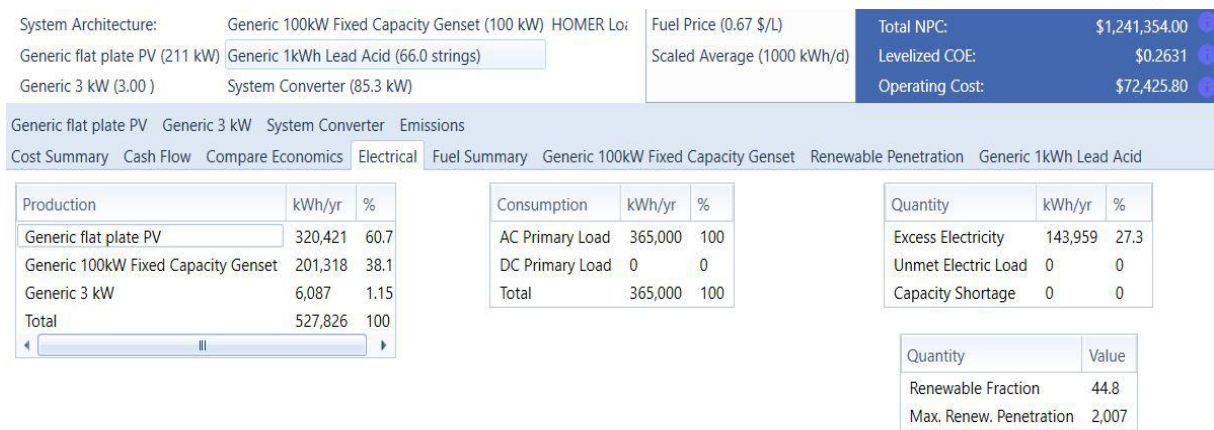 System Architecture: Generic 100kW Fixed Capacity Genset (100 kW) HOMER Loa Fuel Price (0.67 $/L) Total NPC: $1,241,354.00
Generic flat plate PV (211 kW) Generic 1kWh Lead Acid (66.0 strings) Scaled Average (1000 kWh/d) Levelized COE: $0.2631
Generic 3 kW (3.00 ) System Converter (85.3 kW) Operating Cost: $72,425.80
Generic flat plate PV Generic 3 kW System Converter Emissions
Cost Summary Cash Flow Compare Economics Electrical Fuel Summary Generic 100kW Fixed Capacity Genset Renewable Penetration Generic 1kWh Lead Acid
Production kWh/yr % Consumption kWh/yr % Quantity kWh/yr %
Generic flat plate PV 320,421 60.7 AC Primary Load 365,000 100 Excess Electricity 143,959 27.3
Generic 100kW Fixed Capacity Genset 201,318 38.1 DC Primary Load 0 0 Unmet Electric Load 0 0
Generic 3 kW 6,087 1.15 Total 365,000 100 Capacity Shortage 0 0
Total 527,826 100
Quantity Value
Renewable Fraction 44.8
Max. Renew. Penetration 2,007